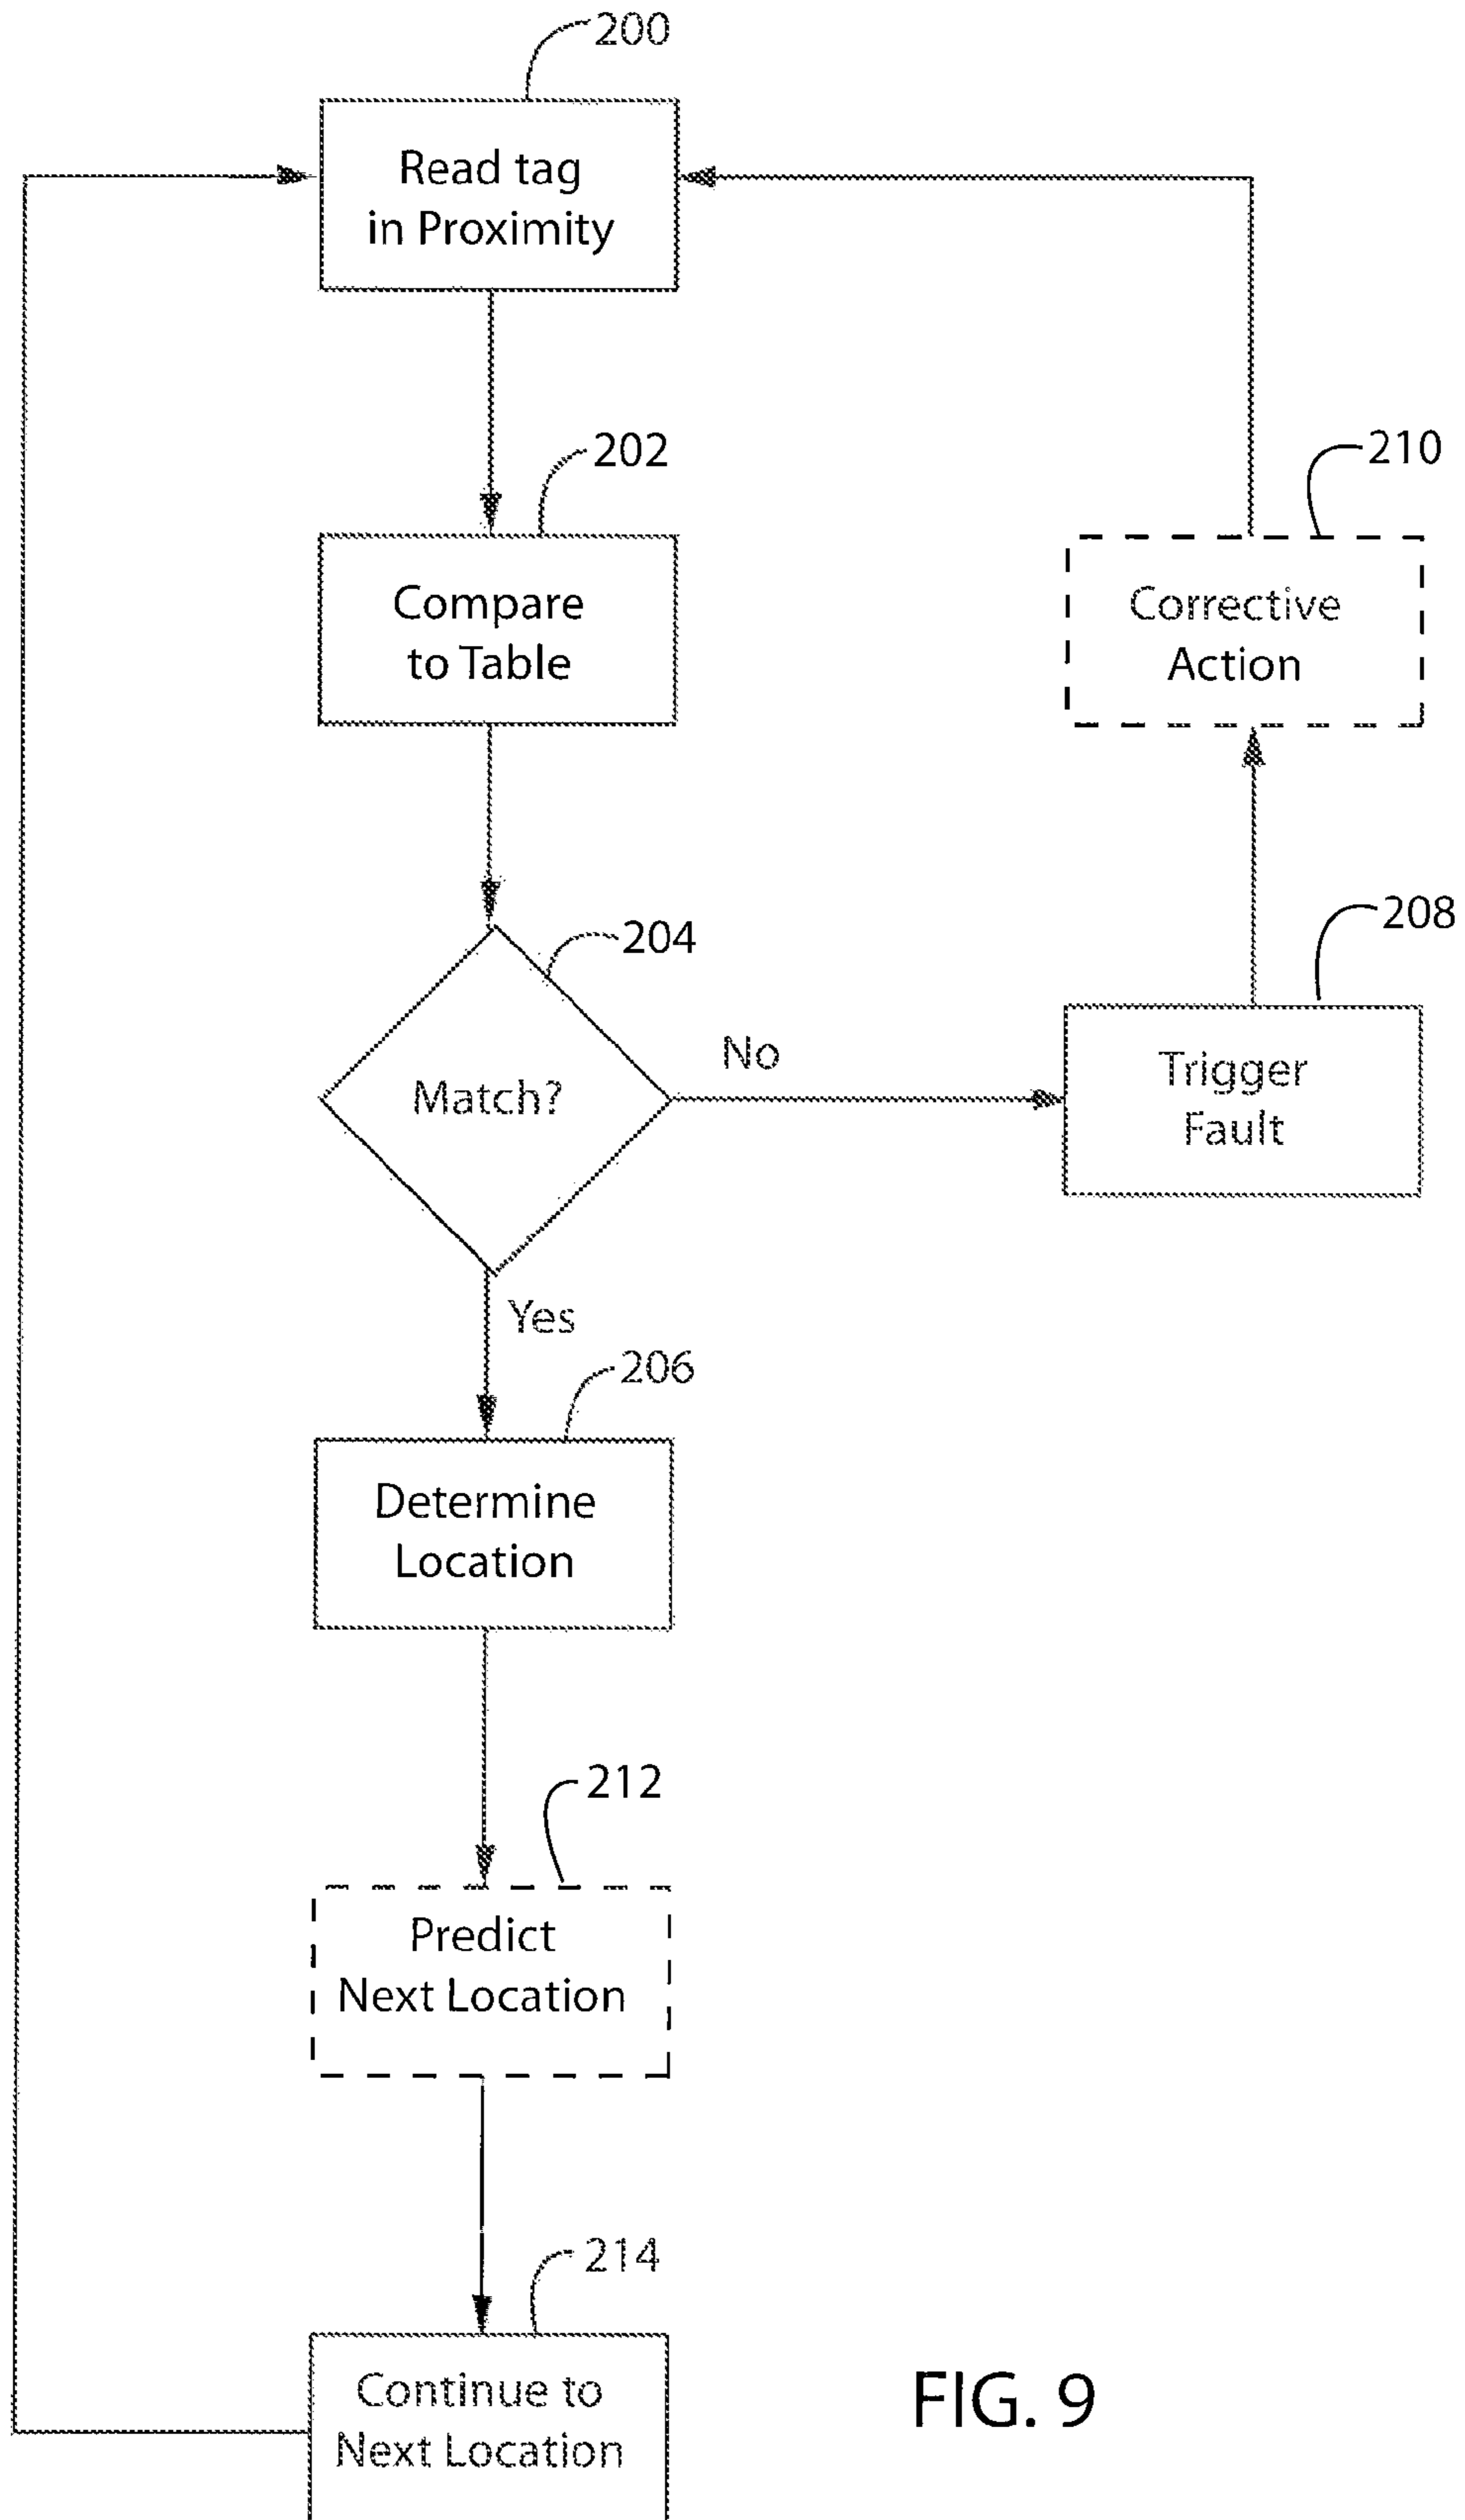 200
Read tag
in Proximity
202
Compare
to Table
210
Corrective
Action
204
Match?
No
208
Trigger
Fault
Yes
206
Determine
Location
212
Predict
Next Location
214
Continue to
Next Location
FIG. 9